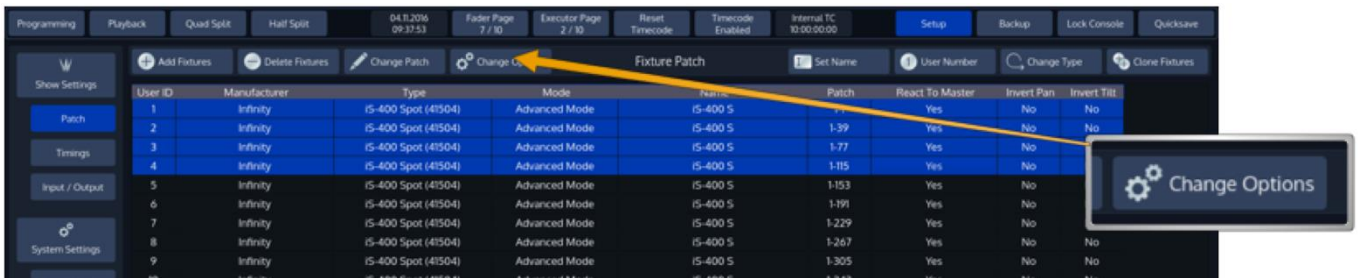 Programming Playback Quad Split Half Split 04.11.2016 Fader Page Executor Page Reset Timecode Internal TC Setup Backup Lock Console Quicksave
09:37:53 7 / 10 2 / 10 Timecode Enabled 10:00:00:00
Show Settings Add Fixtures Delete Fixtures Change Patch Change Fixture Patch Set Name User Number Change Type Clone Fixtures
User ID Manufacturer Type Mode Name Patch React To Master Invert Pan Invert Tilt
Patch 1 Infinity iS-400 Spot (41504) Advanced Mode iS-400 S 1-1 Yes No No
2 Infinity iS-400 Spot (41504) Advanced Mode iS-400 S 1-39 Yes No No
Timings 3 Infinity iS-400 Spot (41504) Advanced Mode iS-400 S 1-77 Yes No
4 Infinity iS-400 Spot (41504) Advanced Mode iS-400 S 1-115 Yes No
Input / Output 5 Infinity iS-400 Spot (41504) Advanced Mode iS-400 S 1-153 Yes No
6 Infinity iS-400 Spot (41504) Advanced Mode iS-400 S 1-191 Yes No
7 Infinity iS-400 Spot (41504) Advanced Mode iS-400 S 1-229 Yes No
System Settings 8 Infinity iS-400 Spot (41504) Advanced Mode iS-400 S 1-267 Yes No No
9 Infinity iS-400 Spot (41504) Advanced Mode iS-400 S 1-305 Yes No No
Change Options